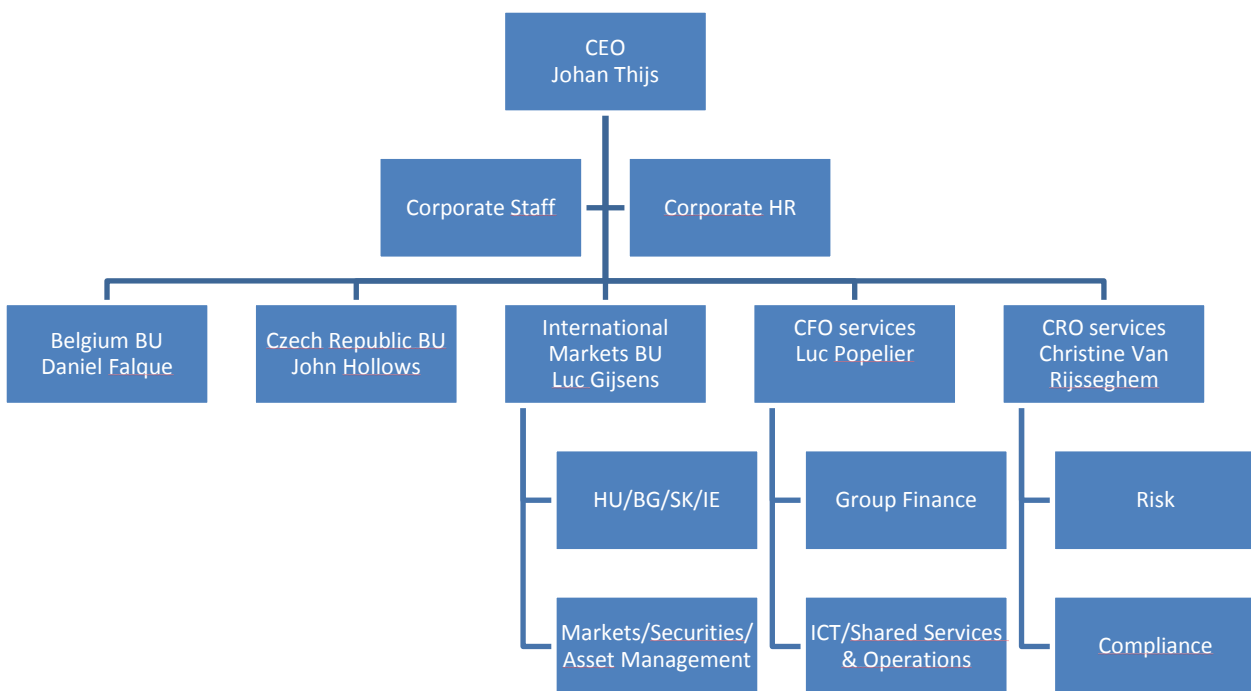 CEO
Johan Thijs
Corporate Staff
Corporate HR
Belgium BU
Daniel Falque
Czech Republic BU
John Hollows
International
Markets BU
Luc Gijsens
CFO services
Luc Popelier
CRO services
Christine Van
Rijsseghem
HU/BG/SK/IE
Group Finance
Risk
Markets/Securities/
Asset Management
ICT/Shared Services
& Operations
Compliance